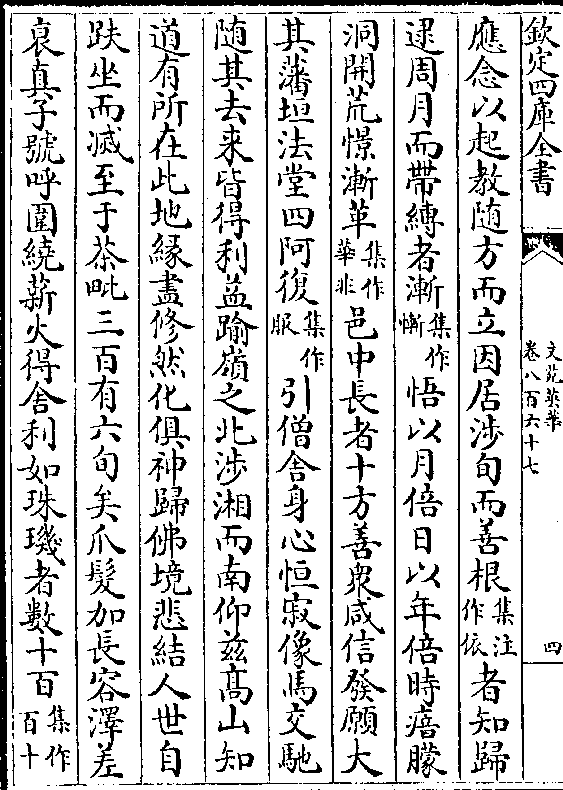 欽定四庫全書
文苑英華
卷八百六十七
四
應念以起教随方而立因居涉旬而善根集注作依者知歸
逮周月而帶縛者漸集作慚悟以月倍日以年倍時瘖朦
洞開荒憬漸革集作華非邑中長者十方善衆咸信發願大
其藩垣法堂四阿復集作服引僧舍身心恒寂像馬交馳
随其去来皆得利益踰嶺之北涉湘而南仰兹髙山知
道有所在此地緣盡修然化俱神歸佛境悲結人世自
趺坐而滅至于茶毗三百有六旬矣爪髮加長容澤差
衰真子號呼圍繞薪火得舍利如珠璣者數十百集作百十